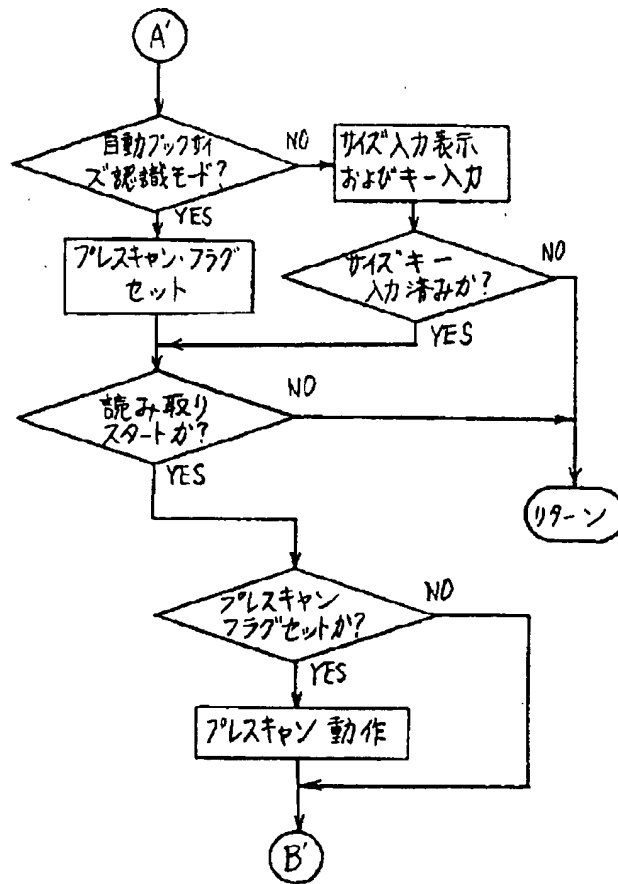 A'
自動ブックサイ
ズ認識モード?
NO
サイズ入力表示
およびキー入力
YES
プレスキャン・フラグ
セット
サイズキー
入力済みか?
NO
YES
読み取り
スタートか?
NO
YES
リターン
プレスキャン
フラグセットか?
NO
YES
プレスキャン動作
B'